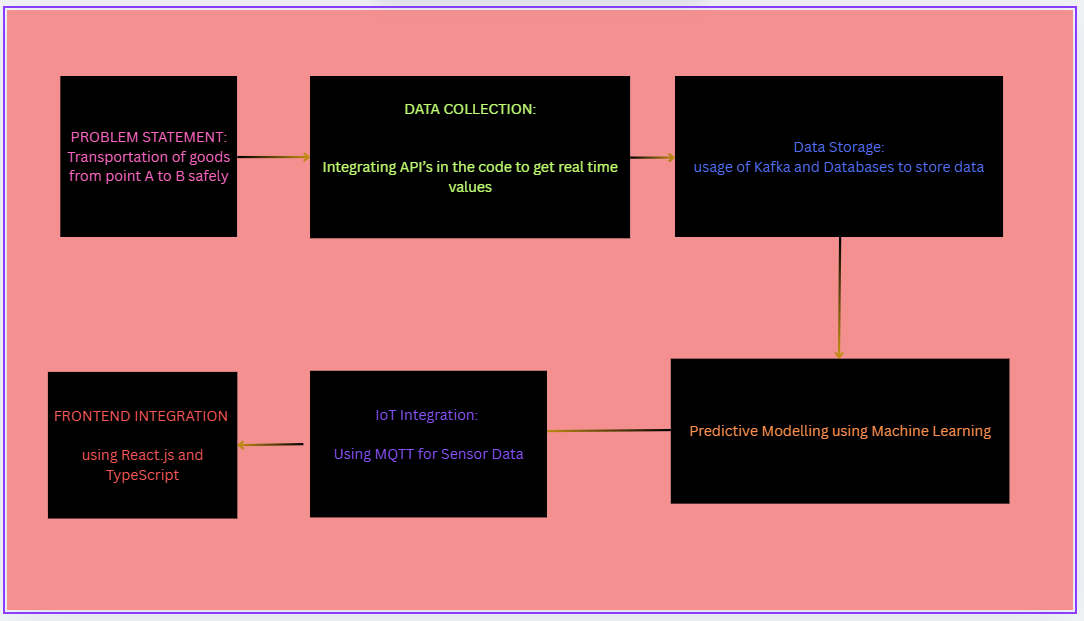 PROBLEM STATEMENT:
Transportation of goods
from point A to B safely
DATA COLLECTION:
Integrating API's in the code to get real time
values
Data Storage:
usage of Kafka and Databases to store data
Predictive Modelling using Machine Learning
IoT Integration:
Using MQTT for Sensor Data
FRONTEND INTEGRATION
using React.js and
TypeScript